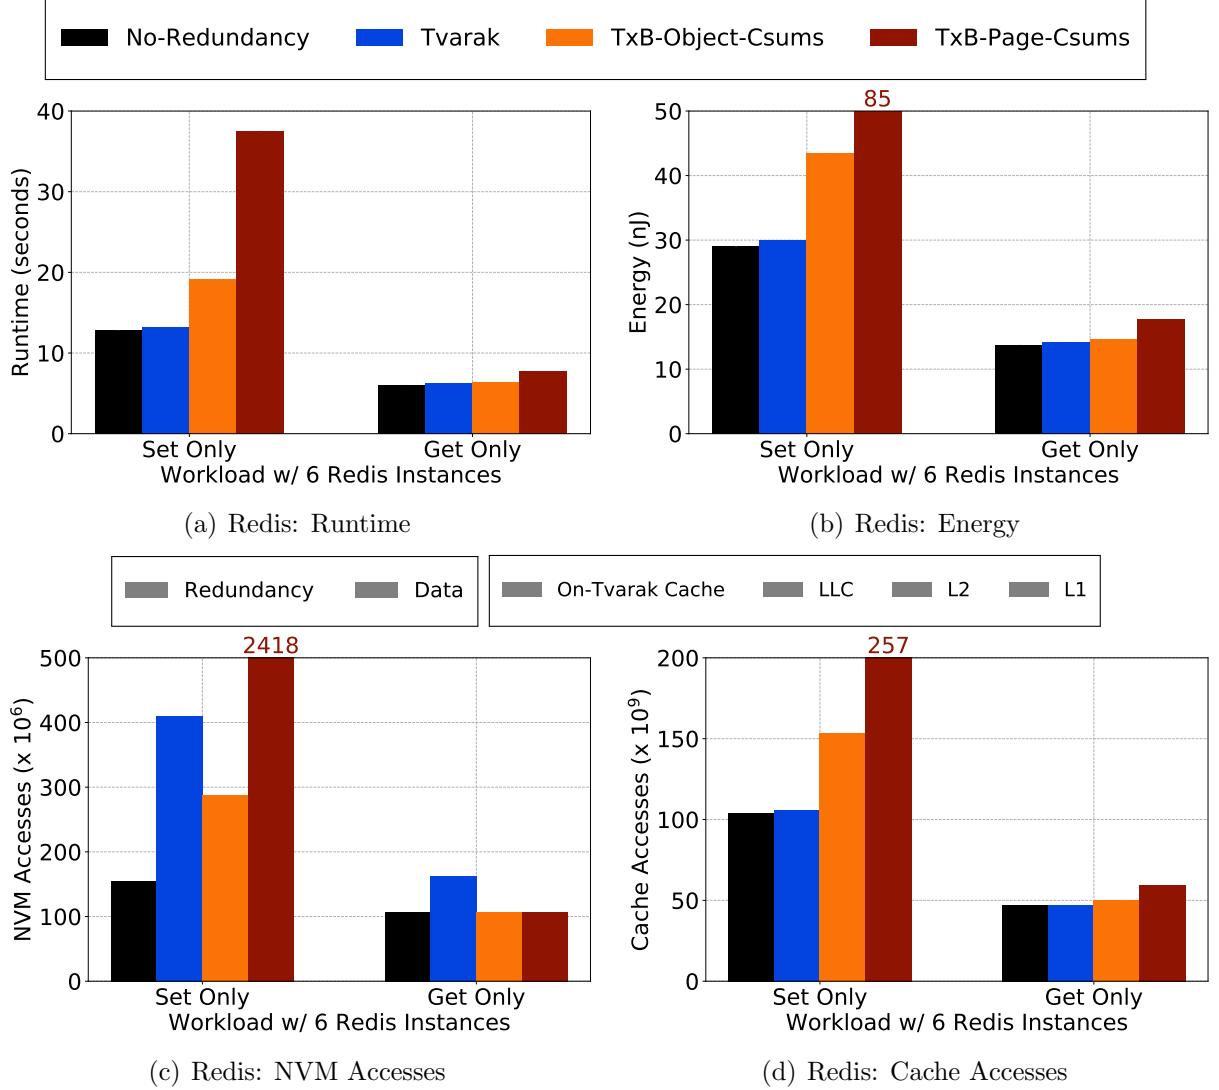 No-Redundancy Tvarak TxB-Object-Csums TxB-Page-Csums
85
40
30
20
10
0
Runtime (seconds)
Set Only Get Only
Workload w/ 6 Redis Instances
(a) Redis: Runtime
50
40
30
20
10
0
Energy (nJ)
Set Only Get Only
Workload w/ 6 Redis Instances
(b) Redis: Energy
Redundancy Data
On-Tvarak Cache LLC L2 L1
2418
500
400
300
200
100
0
NVM Accesses (x 10⁶)
Set Only Get Only
Workload w/ 6 Redis Instances
(c) Redis: NVM Accesses
257
200
150
100
50
0
Cache Accesses (x 10⁹)
Set Only Get Only
Workload w/ 6 Redis Instances
(d) Redis: Cache Accesses